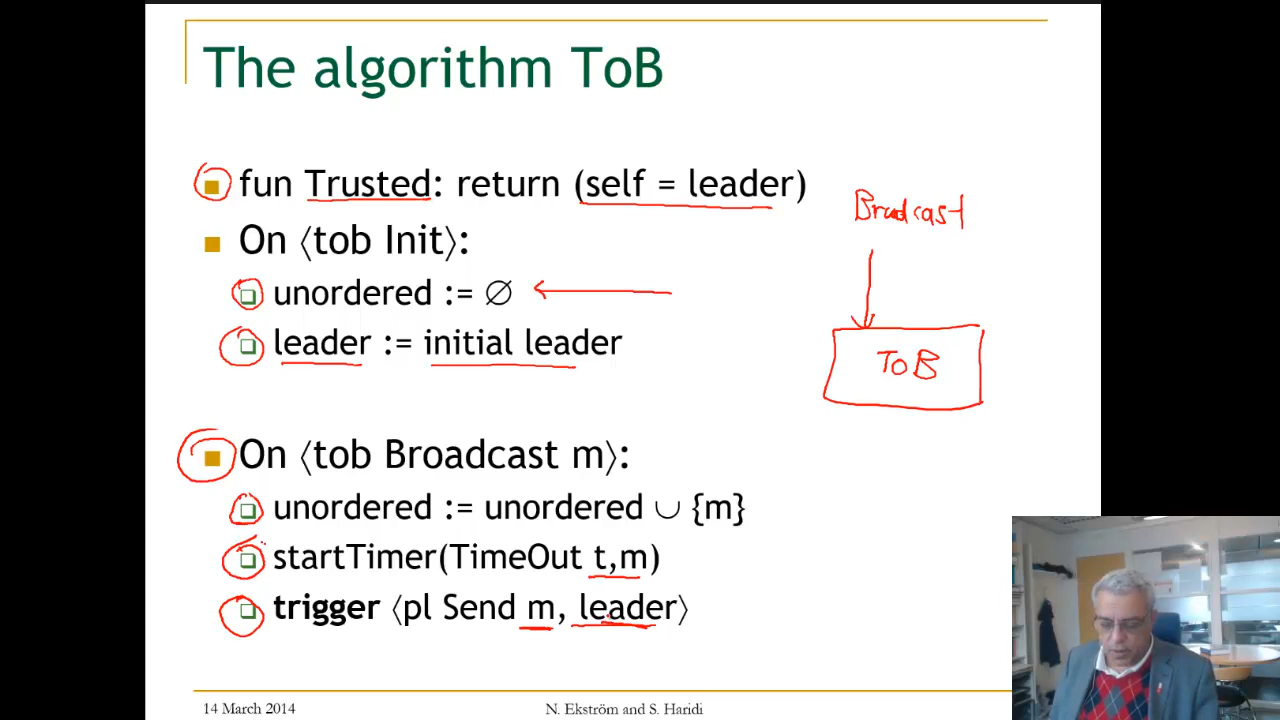 The algorithm ToB
fun Trusted: return (self = leader)
On ⟨tob Init⟩:
unordered := ∅
leader := initial leader
Broadcast
ToB
On ⟨tob Broadcast m⟩:
unordered := unordered ∪ {m}
startTimer(TimeOut t,m)
trigger ⟨pl Send m, leader⟩
14 March 2014
N. Ekström and S. Haridi